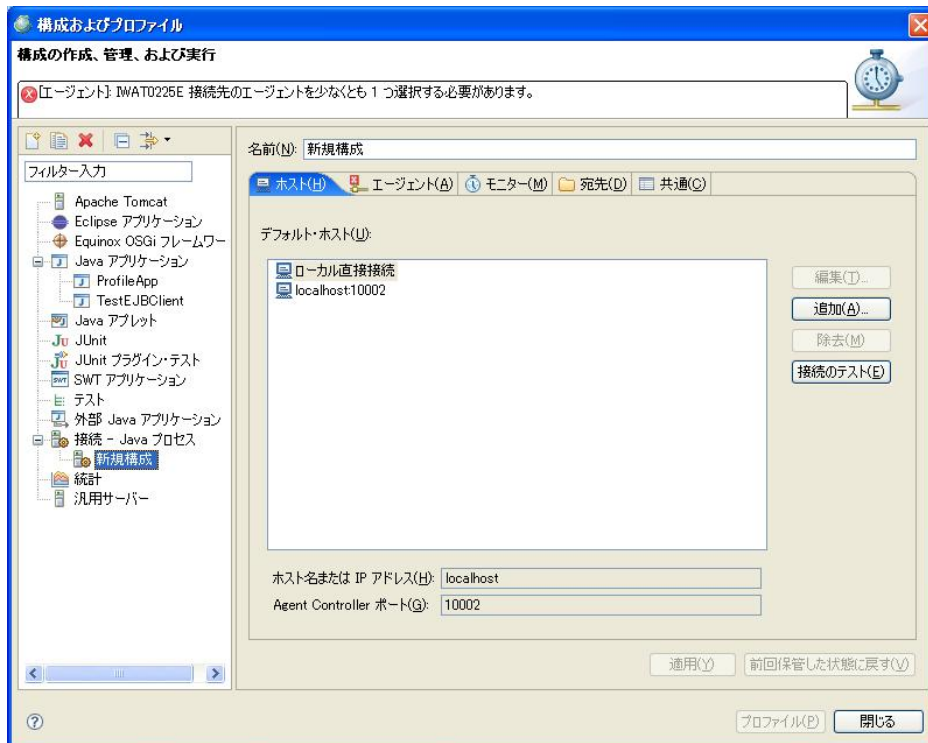 構成およびプロファイル
構成の作成、管理、および実行
[エージェント]: IWAT0225E 接続先のエージェントを少なくとも 1 つ選択する必要があります。
フィルター入力
Apache Tomcat
Eclipse アプリケーション
Equinox OSGi フレームワー
Java アプリケーション
ProfileApp
TestEJBClient
Java アプレット
JUnit
JUnit プラグイン・テスト
SWT アプリケーション
テスト
外部 Java アプリケーション
接続 - Java プロセス
新規構成
統計
汎用サーバー
名前(N): 新規構成
ホスト(H) エージェント(A) モニター(M) 宛先(D) 共通(C)
デフォルト・ホスト(U):
ローカル直接接続
localhost:10002
編集(T)...
追加(A)...
除去(M)
接続のテスト(E)
ホスト名または IP アドレス(H): localhost
Agent Controller ポート(G): 10002
適用(Y) 前回保管した状態に戻す(V)
プロファイル(P) 閉じる